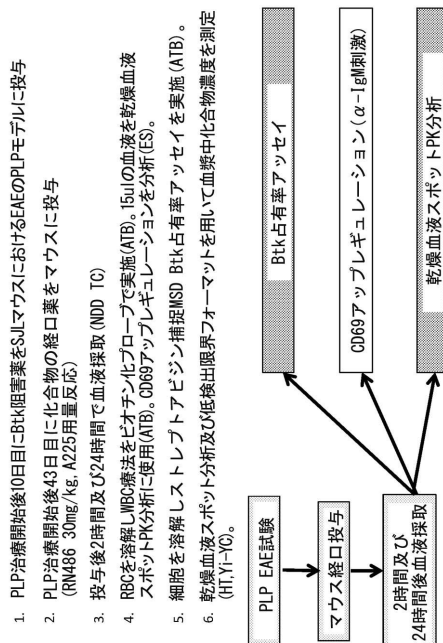 1. PLP治療開始後10日目にBtk阻害薬をSJLマウスにおけるEAEのPLPモデルに投与
2. PLP治療開始後43日目に化合物の経口薬をマウスに投与
(RN486 30mg/kg, A225用量反応)
3. 投与後2時間及び24時間で血液採取(NDD TC)
4. RBCを溶解しWBC療法をビオチン化プローブで実施(ATB)。15ulの血液を乾燥血液
スポットPK分析に使用(ATB)。CD69アップレギュレーションを分析(ES)。
5. 細胞を溶解しストレプトアビジン捕捉MSD Btk占有率アッセイを実施(ATB)。
6. 乾燥血液スポット分析及び低検出限界フォーマットを用いて血漿中化合物濃度を測定
(HT,Yi-YC)。
PLP EAE試験
マウス経口投与
2時間及び
24時間後血液採取
Btk占有率アッセイ
CD69アップレギュレーション(α-IgM刺激)
乾燥血液スポットPK分析